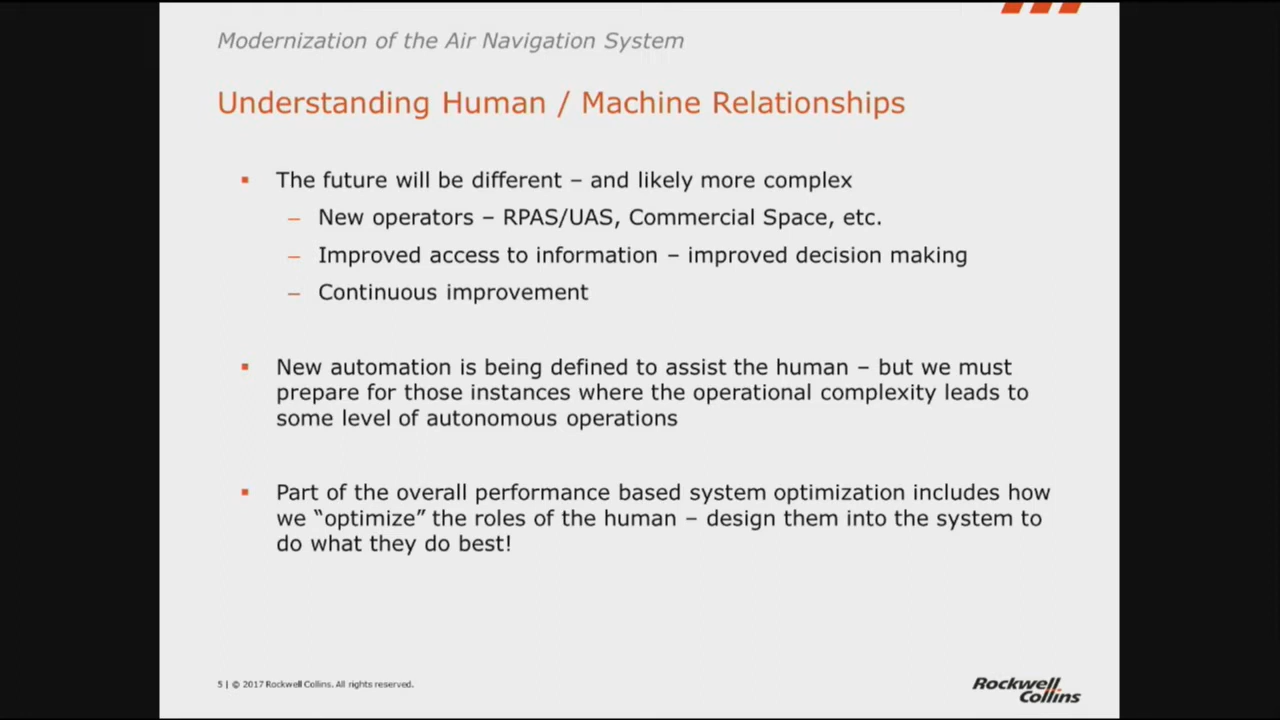 Modernization of the Air Navigation System
Understanding Human / Machine Relationships
▪ The future will be different – and likely more complex
– New operators – RPAS/UAS, Commercial Space, etc.
– Improved access to information – improved decision making
– Continuous improvement
▪ New automation is being defined to assist the human – but we must
prepare for those instances where the operational complexity leads to
some level of autonomous operations
▪ Part of the overall performance based system optimization includes how
we “optimize” the roles of the human – design them into the system to
do what they do best!
5 | © 2017 Rockwell Collins. All rights reserved.
Rockwell
Collins